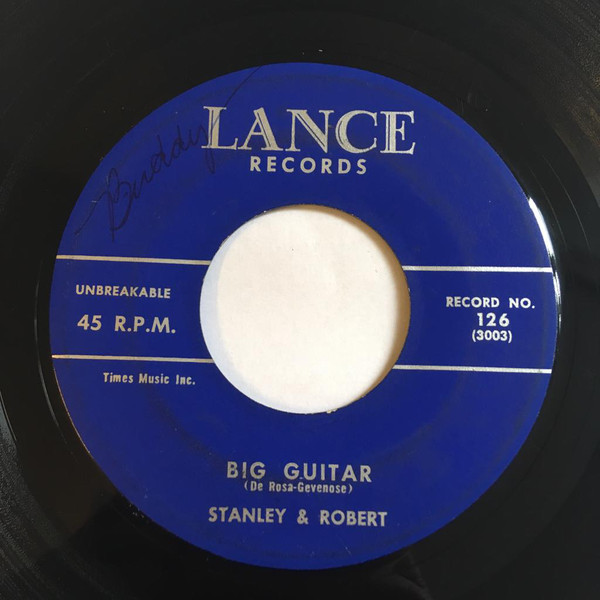 Buddy
LANCE
RECORDS
UNBREAKABLE
45 R.P.M.
RECORD NO.
126
(3003)
Times Music Inc.
BIG GUITAR
(De Rosa-Gevenose)
STANLEY & ROBERT